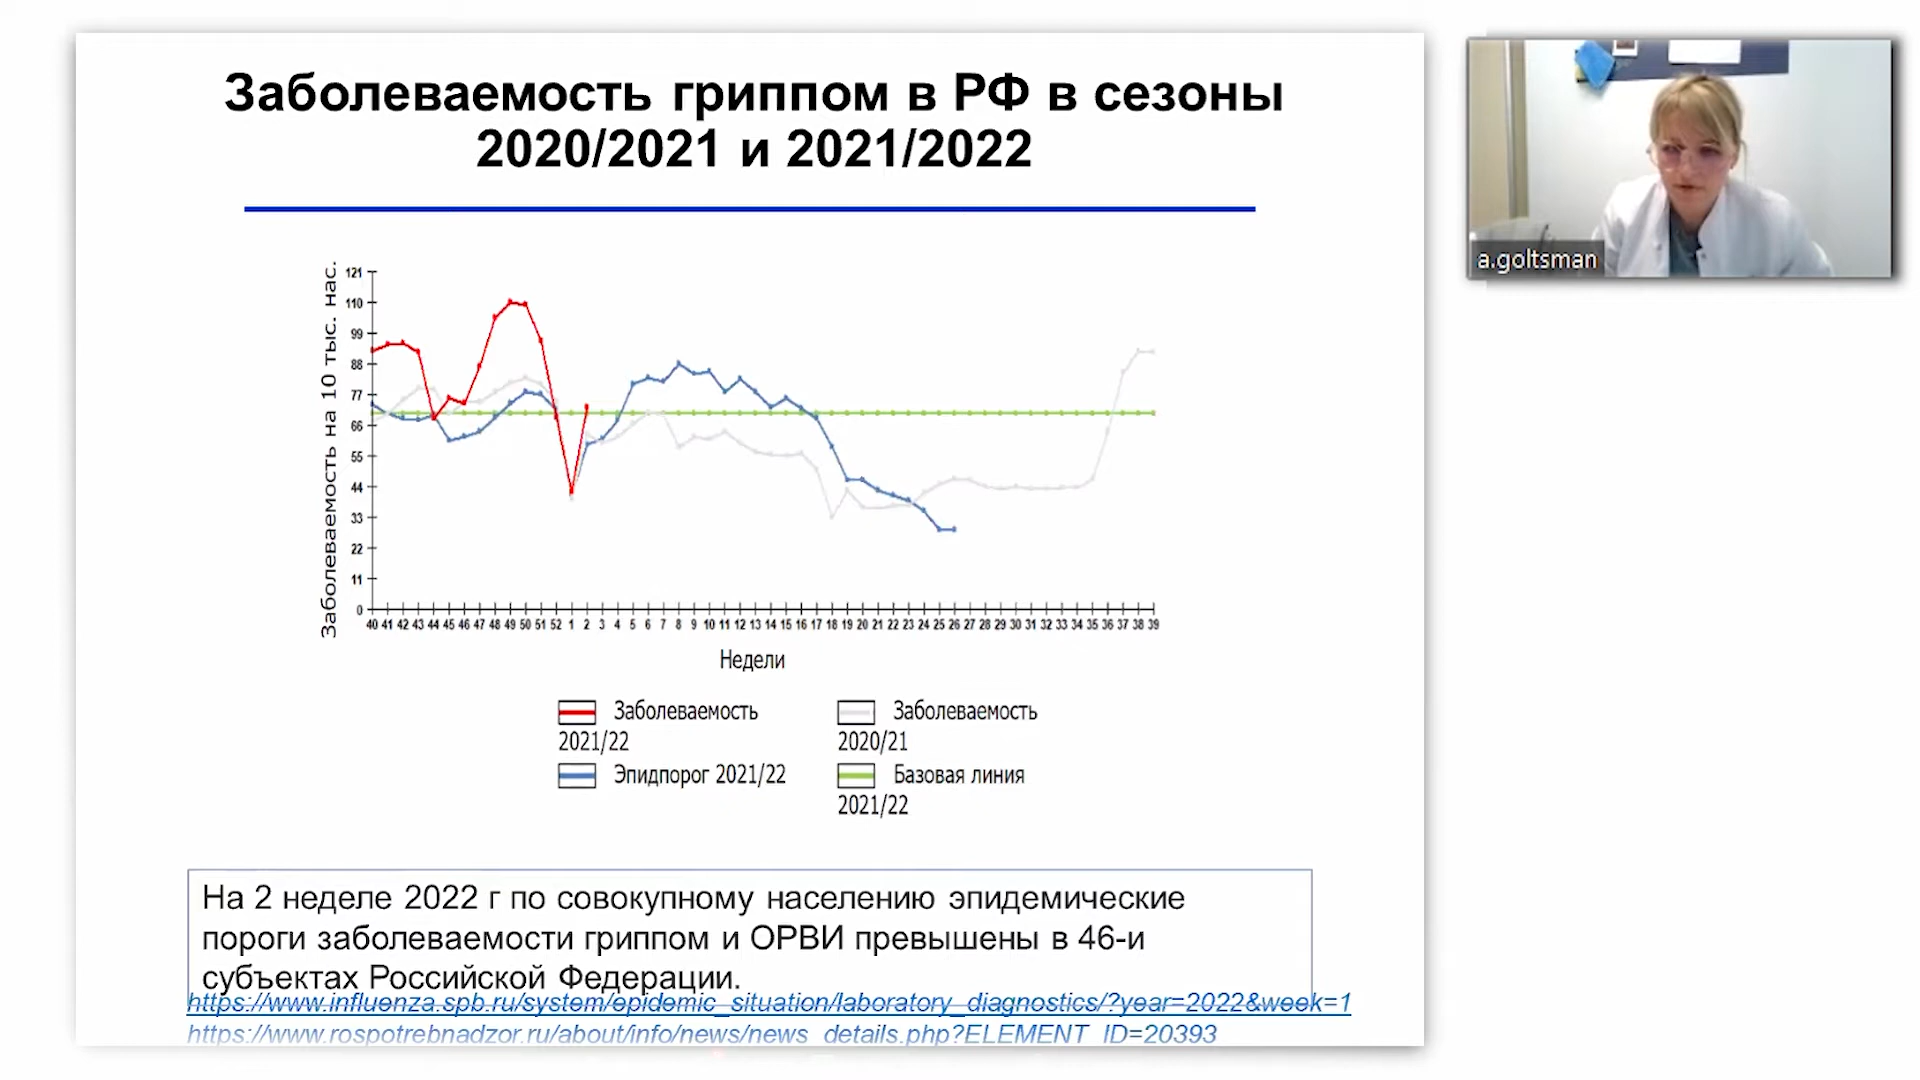 Заболеваемость гриппом в РФ в сезоны
2020/2021 и 2021/2022
a.goltsman
Заболеваемость на 10 тыс. нас.
121
110
99
88
77
66
55
44
33
22
11
0
40 41 42 43 44 45 46 47 48 49 50 51 52 1 2 3 4 5 6 7 8 9 10 11 12 13 14 15 16 17 18 19 20 21 22 23 24 25 26 27 28 29 30 31 32 33 34 35 36 37 38 39
Недели
Заболеваемость
2021/22
Заболеваемость
2020/21
Эпидпорог 2021/22
Базовая линия
2021/22
На 2 неделе 2022 г по совокупному населению эпидемические
пороги заболеваемости гриппом и ОРВИ превышены в 46-и
субъектах Российской Федерации.
https://www.influenza.spb.ru/system/epidemic_situation/laboratory_diagnostics/?year=2022&week=1
https://www.rospotrebnadzor.ru/about/info/news/news_details.php?ELEMENT_ID=20393